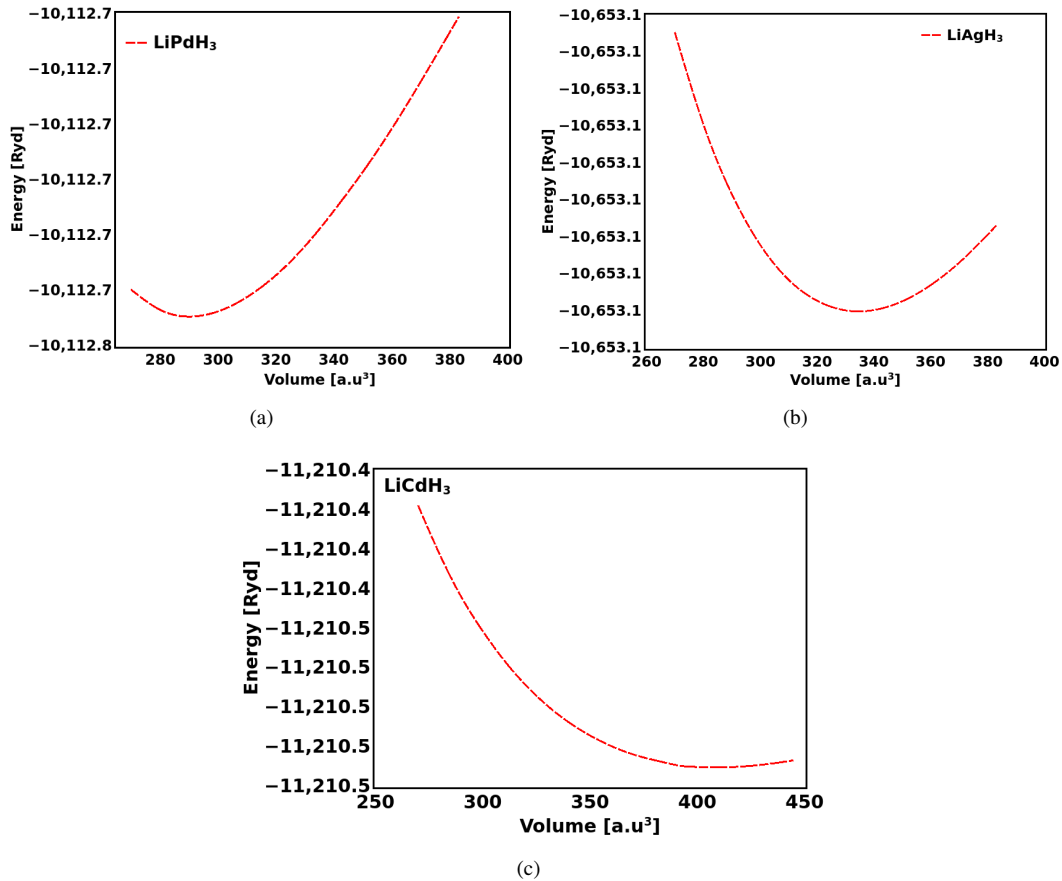 −10,112.7
−10,112.7
−10,112.7
−10,112.7
−10,112.7
−10,112.7
−10,112.8
Energy [Ryd]
LiPdH₃
280 300 320 340 360 380 400
Volume [a.u³]
(a)
−10,653.1
−10,653.1
−10,653.1
−10,653.1
−10,653.1
−10,653.1
−10,653.1
−10,653.1
−10,653.1
−10,653.1
Energy [Ryd]
LiAgH₃
260 280 300 320 340 360 380 400
Volume [a.u³]
(b)
−11,210.4
−11,210.4
−11,210.4
−11,210.4
−11,210.5
−11,210.5
−11,210.5
−11,210.5
−11,210.5
Energy [Ryd]
LiCdH₃
250 300 350 400 450
Volume [a.u³]
(c)